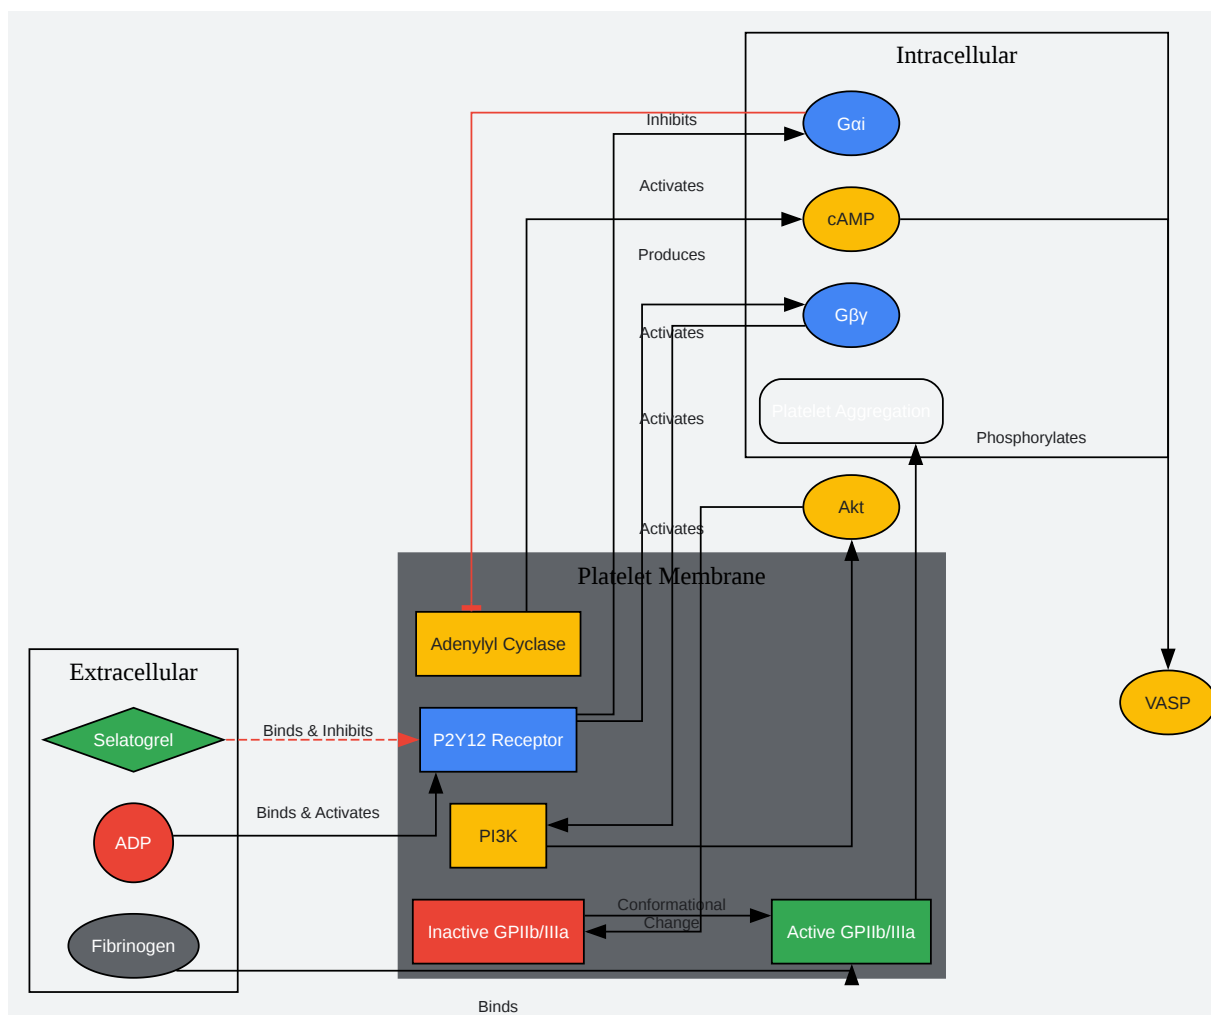 Intracellular
Gαi
Inhibits
Activates
cAMP
Produces
Gβγ
Activates
Platelet Aggregation
Activates
Phosphorylates
Akt
Activates
Platelet Membrane
Adenylyl Cyclase
Extracellular
VASP
Selatogrel
Binds & Inhibits
P2Y12 Receptor
Binds & Activates
ADP
PI3K
Conformational
Change
Inactive GPIIb/IIIa
Active GPIIb/IIIa
Fibrinogen
Binds